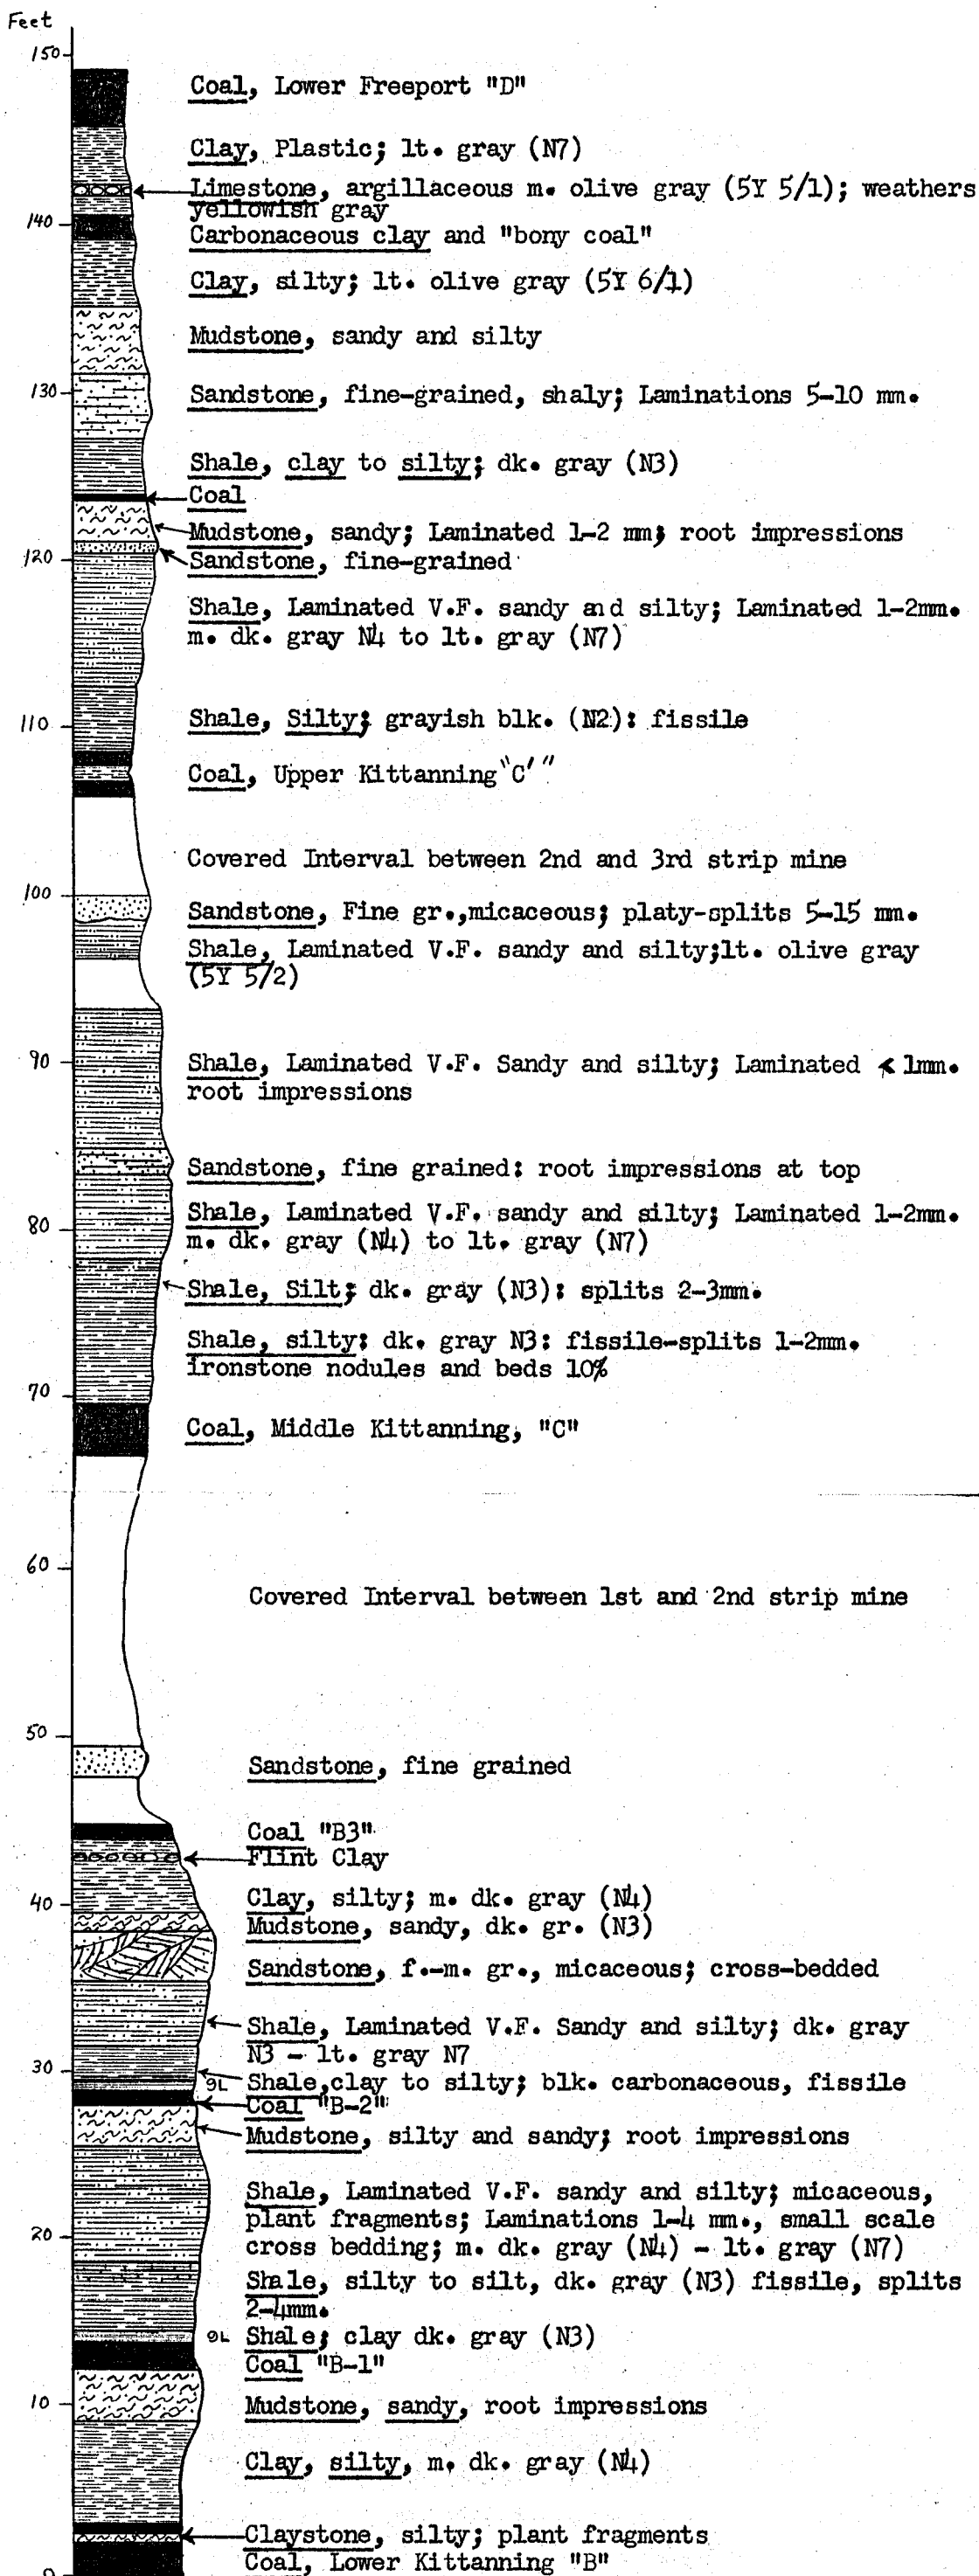 Feet
150
Coal, Lower Freeport "D"
Clay, Plastic; lt. gray (N7)
Limestone, argillaceous m. olive gray (5Y 5/1); weathers
yellowish gray
140
Carbonaceous clay and "bony coal"
Clay, silty; lt. olive gray (5Y 6/1)
Mudstone, sandy and silty
130
Sandstone, fine-grained, shaly; Laminations 5-10 mm.
Shale, clay to silty; dk. gray (N3)
Coal
Mudstone, sandy; Laminated 1-2 mm; root impressions
120
Sandstone, fine-grained
Shale, Laminated V.F. sandy and silty; Laminated 1-2mm.
m. dk. gray N4 to lt. gray (N7)
110
Shale, Silty; grayish blk. (N2): fissile
Coal, Upper Kittanning "C' "
Covered Interval between 2nd and 3rd strip mine
100
Sandstone, Fine gr.,micaceous; platy-splits 5-15 mm.
Shale, Laminated V.F. sandy and silty;lt. olive gray
(5Y 5/2)
90
Shale, Laminated V.F. Sandy and silty; Laminated < 1mm.
root impressions
Sandstone, fine grained: root impressions at top
Shale, Laminated V.F. sandy and silty; Laminated 1-2mm.
80
m. dk. gray (N4) to lt. gray (N7)
Shale, Silt; dk. gray (N3): splits 2-3mm.
Shale, silty: dk. gray N3: fissile-splits 1-2mm.
ironstone nodules and beds 10%
70
Coal, Middle Kittanning, "C"
60
Covered Interval between 1st and 2nd strip mine
50
Sandstone, fine grained
Coal "B3"
Flint Clay
40
Clay, silty; m. dk. gray (N4)
Mudstone, sandy, dk. gr. (N3)
Sandstone, f.-m. gr., micaceous; cross-bedded
Shale, Laminated V.F. Sandy and silty; dk. gray
N3 - lt. gray N7
30
9L Shale,clay to silty; blk. carbonaceous, fissile
Coal "B-2"
Mudstone, silty and sandy; root impressions
Shale, Laminated V.F. sandy and silty; micaceous,
plant fragments; Laminations 1-4 mm., small scale
20
cross bedding; m. dk. gray (N4) - lt. gray (N7)
Shale, silty to silt, dk. gray (N3) fissile, splits
2-4mm.
9L Shale; clay dk. gray (N3)
Coal "B-1"
10
Mudstone, sandy, root impressions
Clay, silty, m. dk. gray (N4)
Claystone, silty; plant fragments
Coal, Lower Kittanning "B"
0